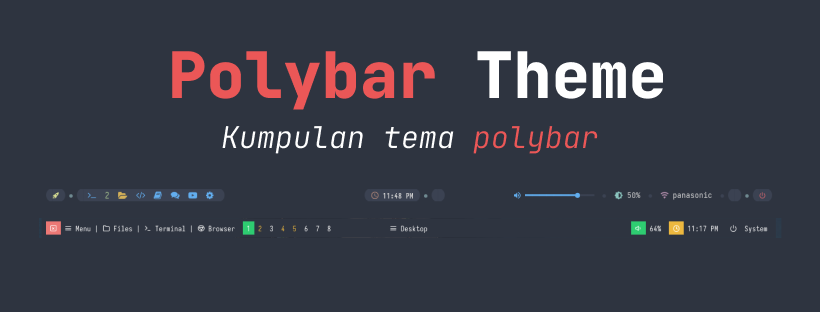 Polybar Theme
Kumpulan tema polybar
>_ 2 </> 11:48 PM 50% panasonic
Menu | Files | >_ Terminal | Browser 1 2 3 4 5 6 7 8 Desktop 64% 11:17 PM System